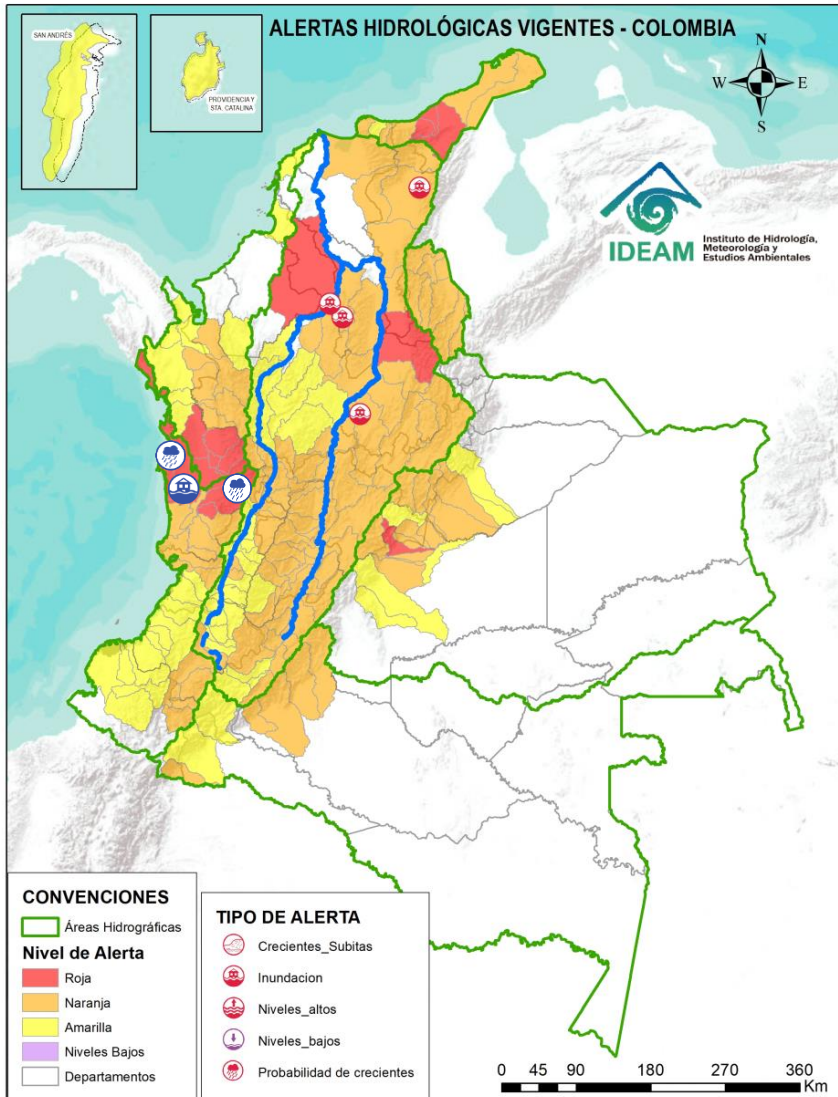 ALERTAS HIDROLÓGICAS VIGENTES - COLOMBIA
SAN ANDRÉS
PROVIDENCIA Y
STA. CATALINA
N
W
E
S
IDEAM
Instituto de Hidrología,
Meteorología y
Estudios Ambientales
CONVENCIONES
Áreas Hidrográficas
Nivel de Alerta
Roja
Naranja
Amarilla
Niveles Bajos
Departamentos
TIPO DE ALERTA
Crecientes_Subitas
Inundacion
Niveles_altos
Niveles_bajos
Probabilidad de crecientes
0 45 90 180 270 360
Km